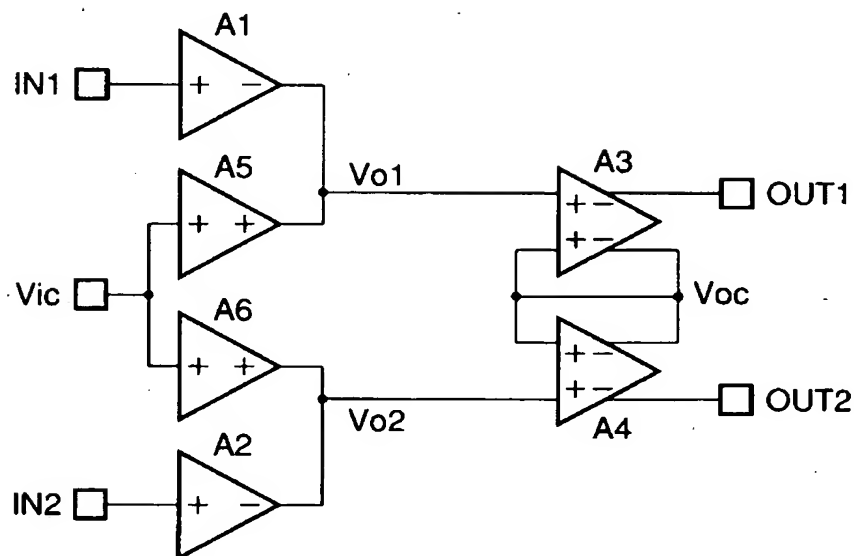 A1
IN1
+ -
A5
Vo1
A3
OUT1
+ +
+ -
+ -
Vic
Voc
A6
+ +
+ -
+ -
Vo2
A4
OUT2
A2
IN2
+ -